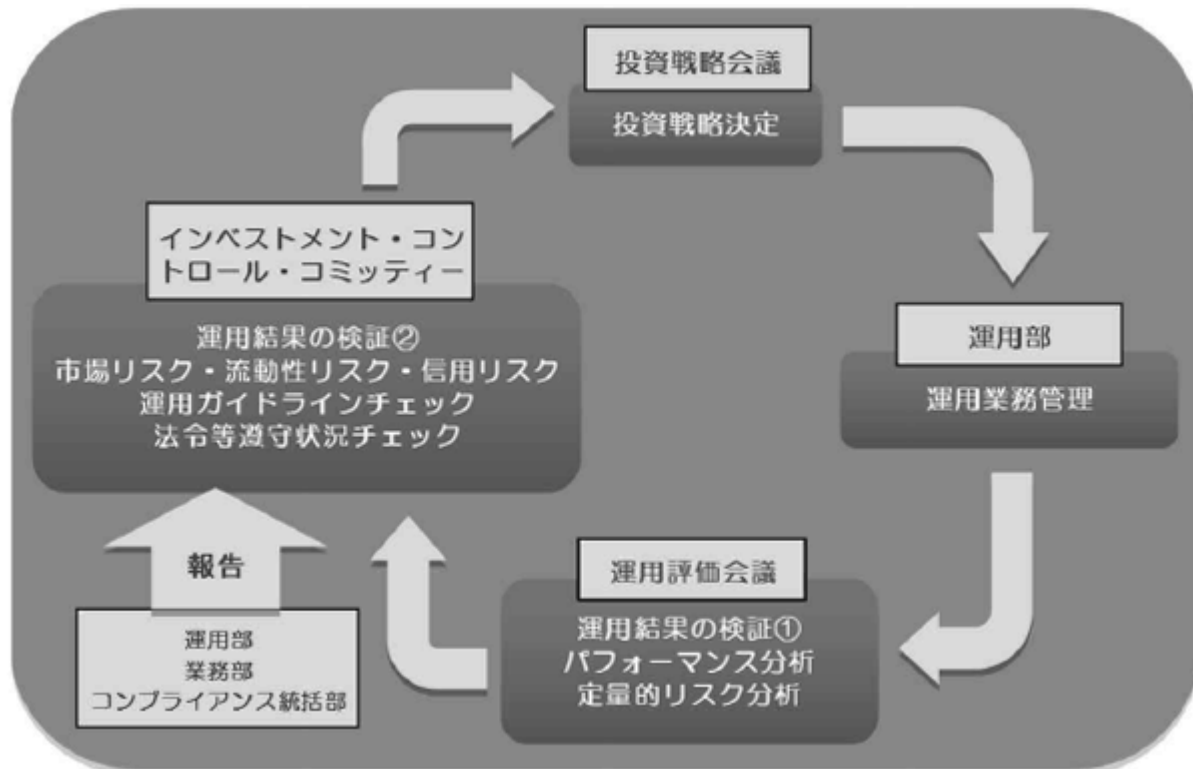 投資戦略会議
投資戦略決定
インベストメント・コン
トロール・コミッティー
運用結果の検証②
市場リスク・流動性リスク・信用リスク
運用ガイドラインチェック
法令等遵守状況チェック
運用部
運用業務管理
報告
運用部
業務部
コンプライアンス統括部
運用評価会議
運用結果の検証①
パフォーマンス分析
定量的リスク分析